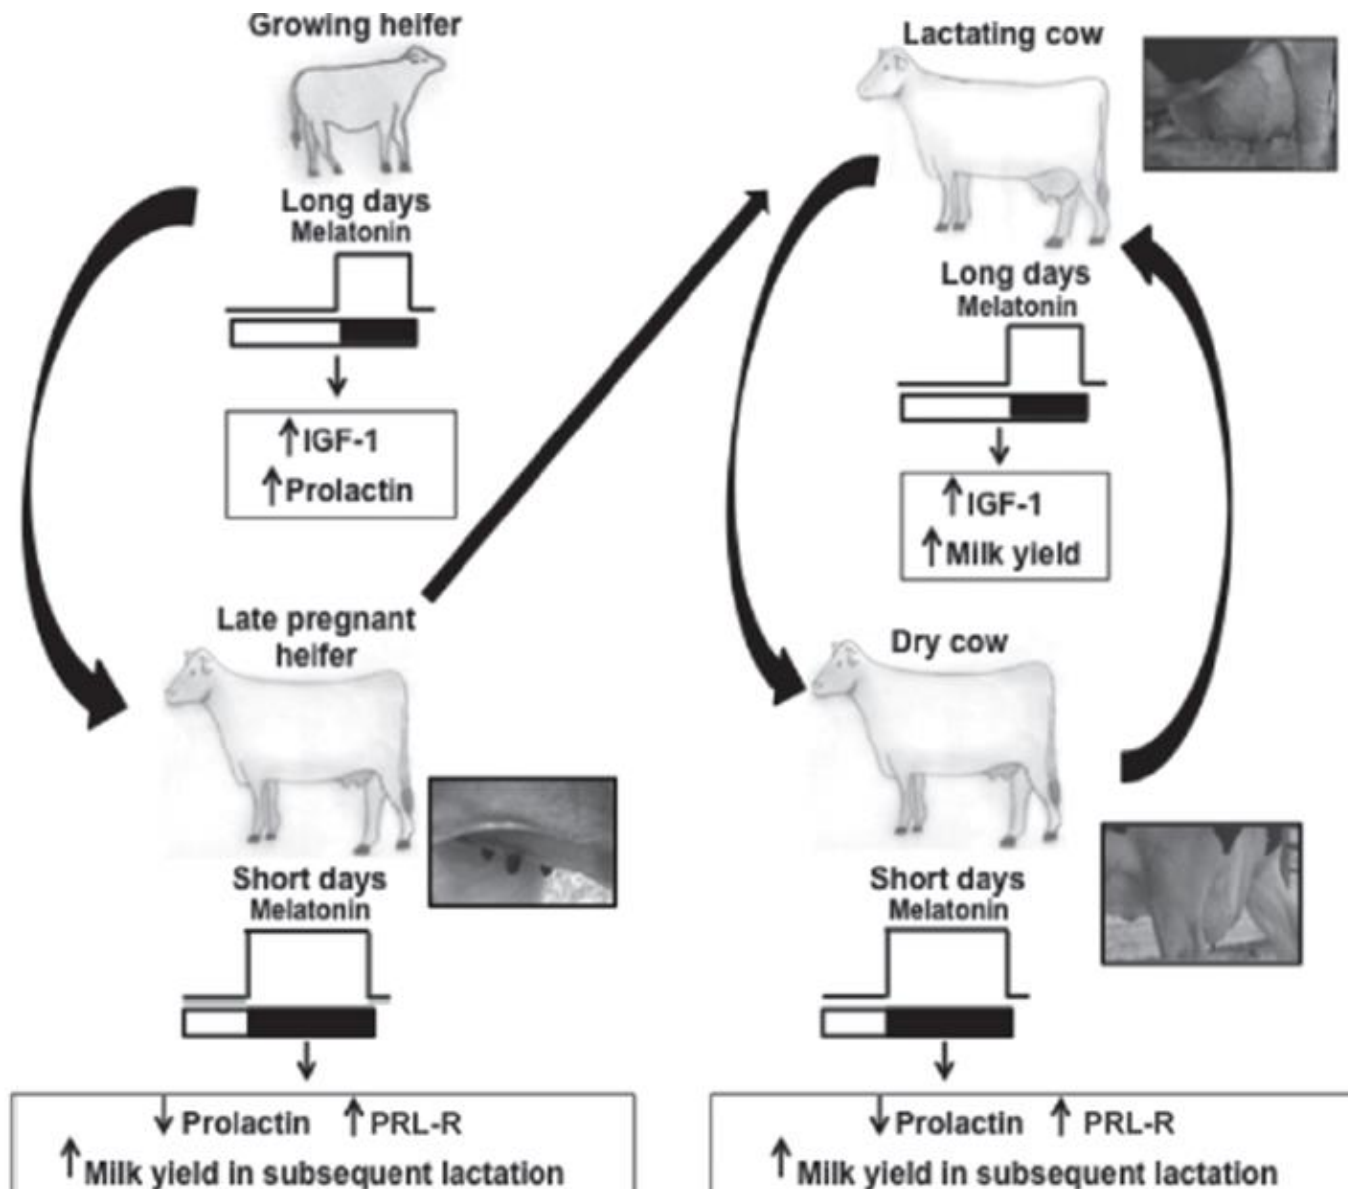 Growing heifer
Long days
Melatonin
↑IGF-1
↑Prolactin
Late pregnant
heifer
Short days
Melatonin
↓ Prolactin ↑ PRL-R
↑Milk yield in subsequent lactation
Lactating cow
Long days
Melatonin
↑IGF-1
↑Milk yield
Dry cow
Short days
Melatonin
↓Prolactin ↑ PRL-R
↑Milk yield in subsequent lactation